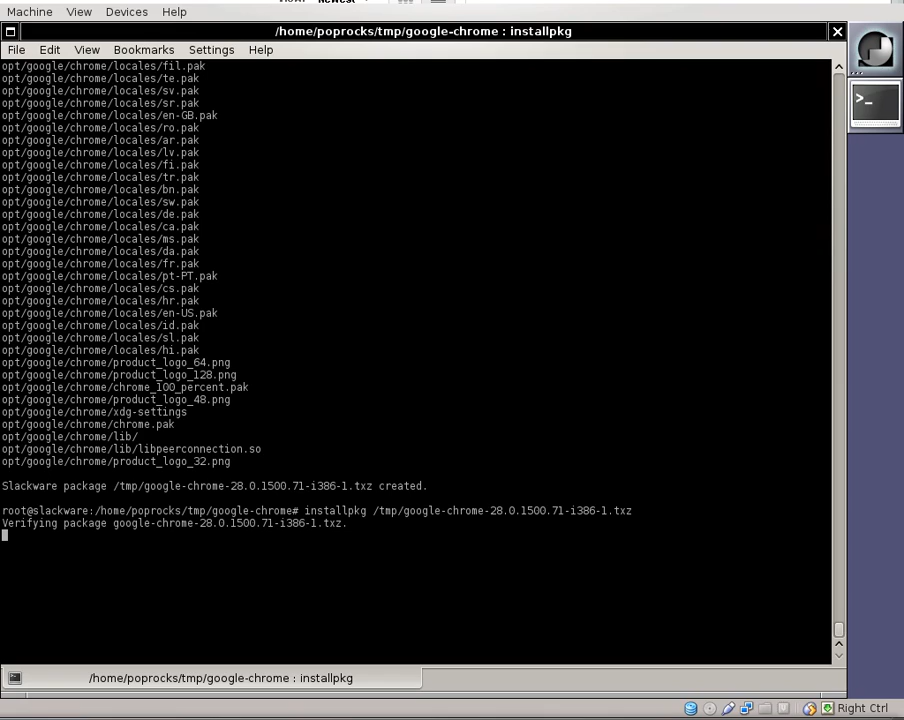 Machine View Devices Help
/home/poprocks/tmp/google-chrome : installpkg
File Edit View Bookmarks Settings Help
opt/google/chrome/locales/fil.pak
opt/google/chrome/locales/te.pak
opt/google/chrome/locales/sv.pak
opt/google/chrome/locales/sr.pak
opt/google/chrome/locales/en-GB.pak
opt/google/chrome/locales/ro.pak
opt/google/chrome/locales/ar.pak
opt/google/chrome/locales/lv.pak
opt/google/chrome/locales/fi.pak
opt/google/chrome/locales/tr.pak
opt/google/chrome/locales/bn.pak
opt/google/chrome/locales/sw.pak
opt/google/chrome/locales/de.pak
opt/google/chrome/locales/ca.pak
opt/google/chrome/locales/ms.pak
opt/google/chrome/locales/da.pak
opt/google/chrome/locales/fr.pak
opt/google/chrome/locales/pt-PT.pak
opt/google/chrome/locales/cs.pak
opt/google/chrome/locales/hr.pak
opt/google/chrome/locales/en-US.pak
opt/google/chrome/locales/id.pak
opt/google/chrome/locales/sl.pak
opt/google/chrome/locales/hi.pak
opt/google/chrome/product_logo_64.png
opt/google/chrome/product_logo_128.png
opt/google/chrome/chrome_100_percent.pak
opt/google/chrome/product_logo_48.png
opt/google/chrome/xdg-settings
opt/google/chrome/chrome.pak
opt/google/chrome/lib/
opt/google/chrome/lib/libpeerconnection.so
opt/google/chrome/product_logo_32.png
Slackware package /tmp/google-chrome-28.0.1500.71-i386-1.txz created.
root@slackware:/home/poprocks/tmp/google-chrome# installpkg /tmp/google-chrome-28.0.1500.71-i386-1.txz
Verifying package google-chrome-28.0.1500.71-i386-1.txz.
/home/poprocks/tmp/google-chrome : installpkg
Right Ctrl